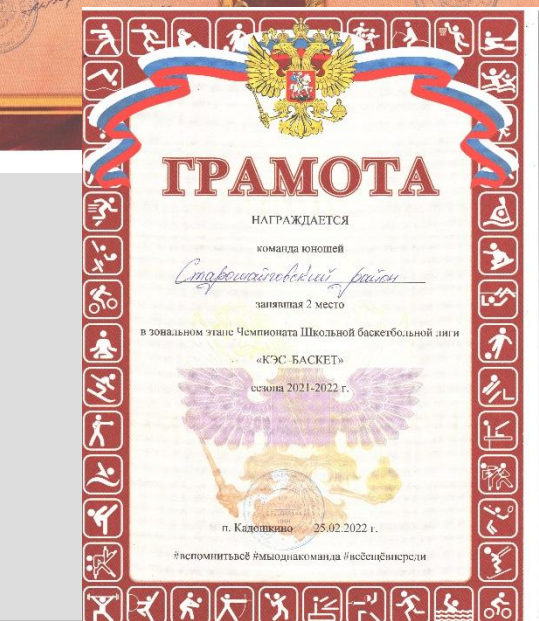 ГРАМОТА
НАГРАЖДАЕТСЯ
команда юношей
Старошайговский район
занявшая 2 место
в зональном этапе Чемпионата Школьной баскетбольной лиги
«КЭС-БАСКЕТ»
сезона 2021-2022 г.
п. Кадошкино 25.02.2022 г.
#вспомнитьвсё #мыоднакоманда #всёещёвпереди